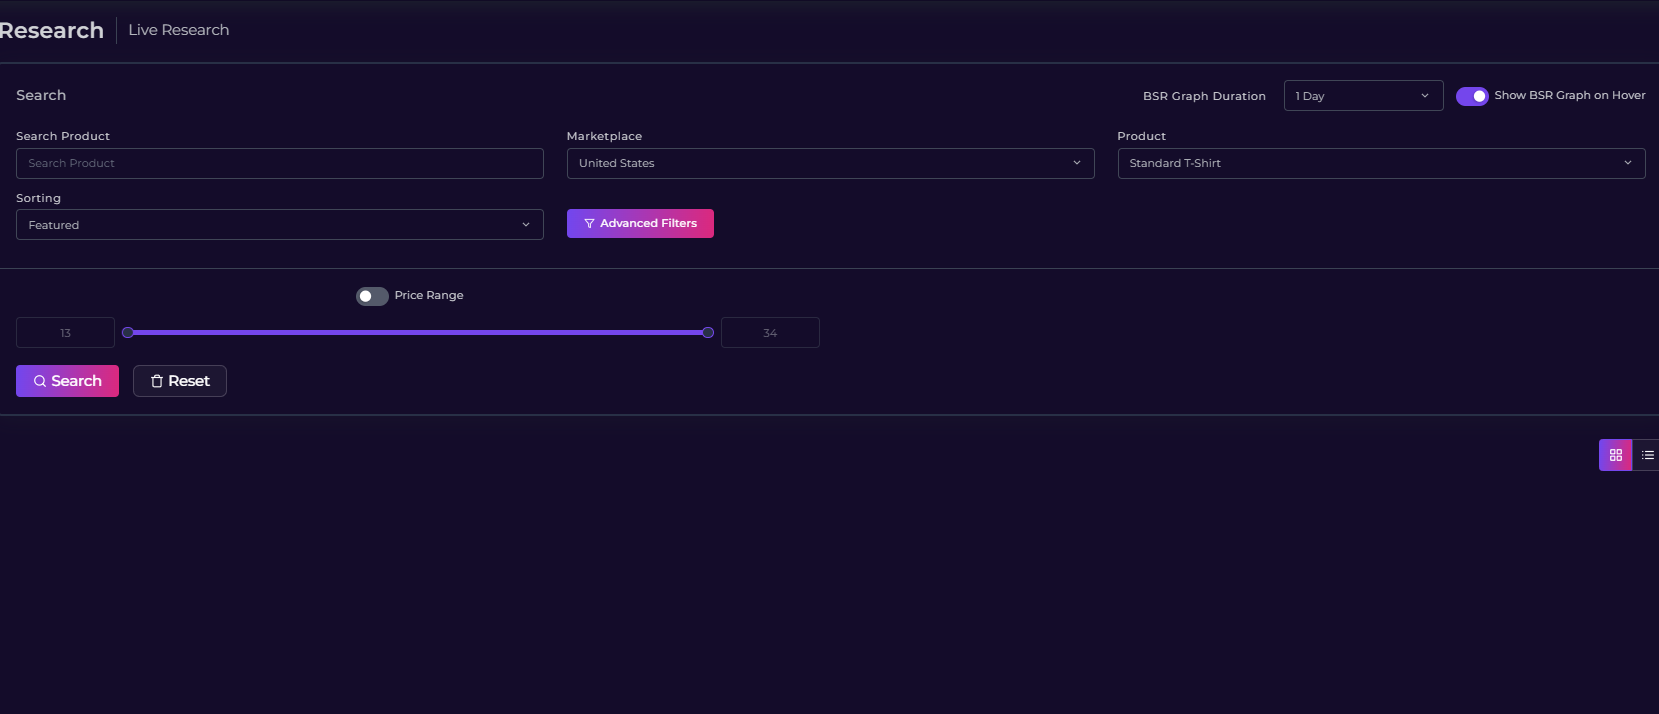 Research
Live Research
Search
BSR Graph Duration
1 Day
Show BSR Graph on Hover
Search Product
Marketplace
Product
Search Product
United States
Standard T-Shirt
Sorting
Featured
Advanced Filters
Price Range
13
34
Search
Reset